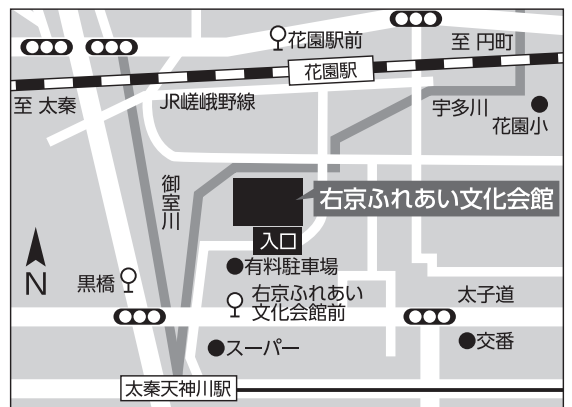 花園駅前
至 円町
花園駅
至 太秦
JR嵯峨野線
宇多川
花園小
御室川
右京ふれあい文化会館
入口
有料駐車場
N
黒橋
右京ふれあい
文化会館前
太子道
スーパー
交番
太秦天神川駅